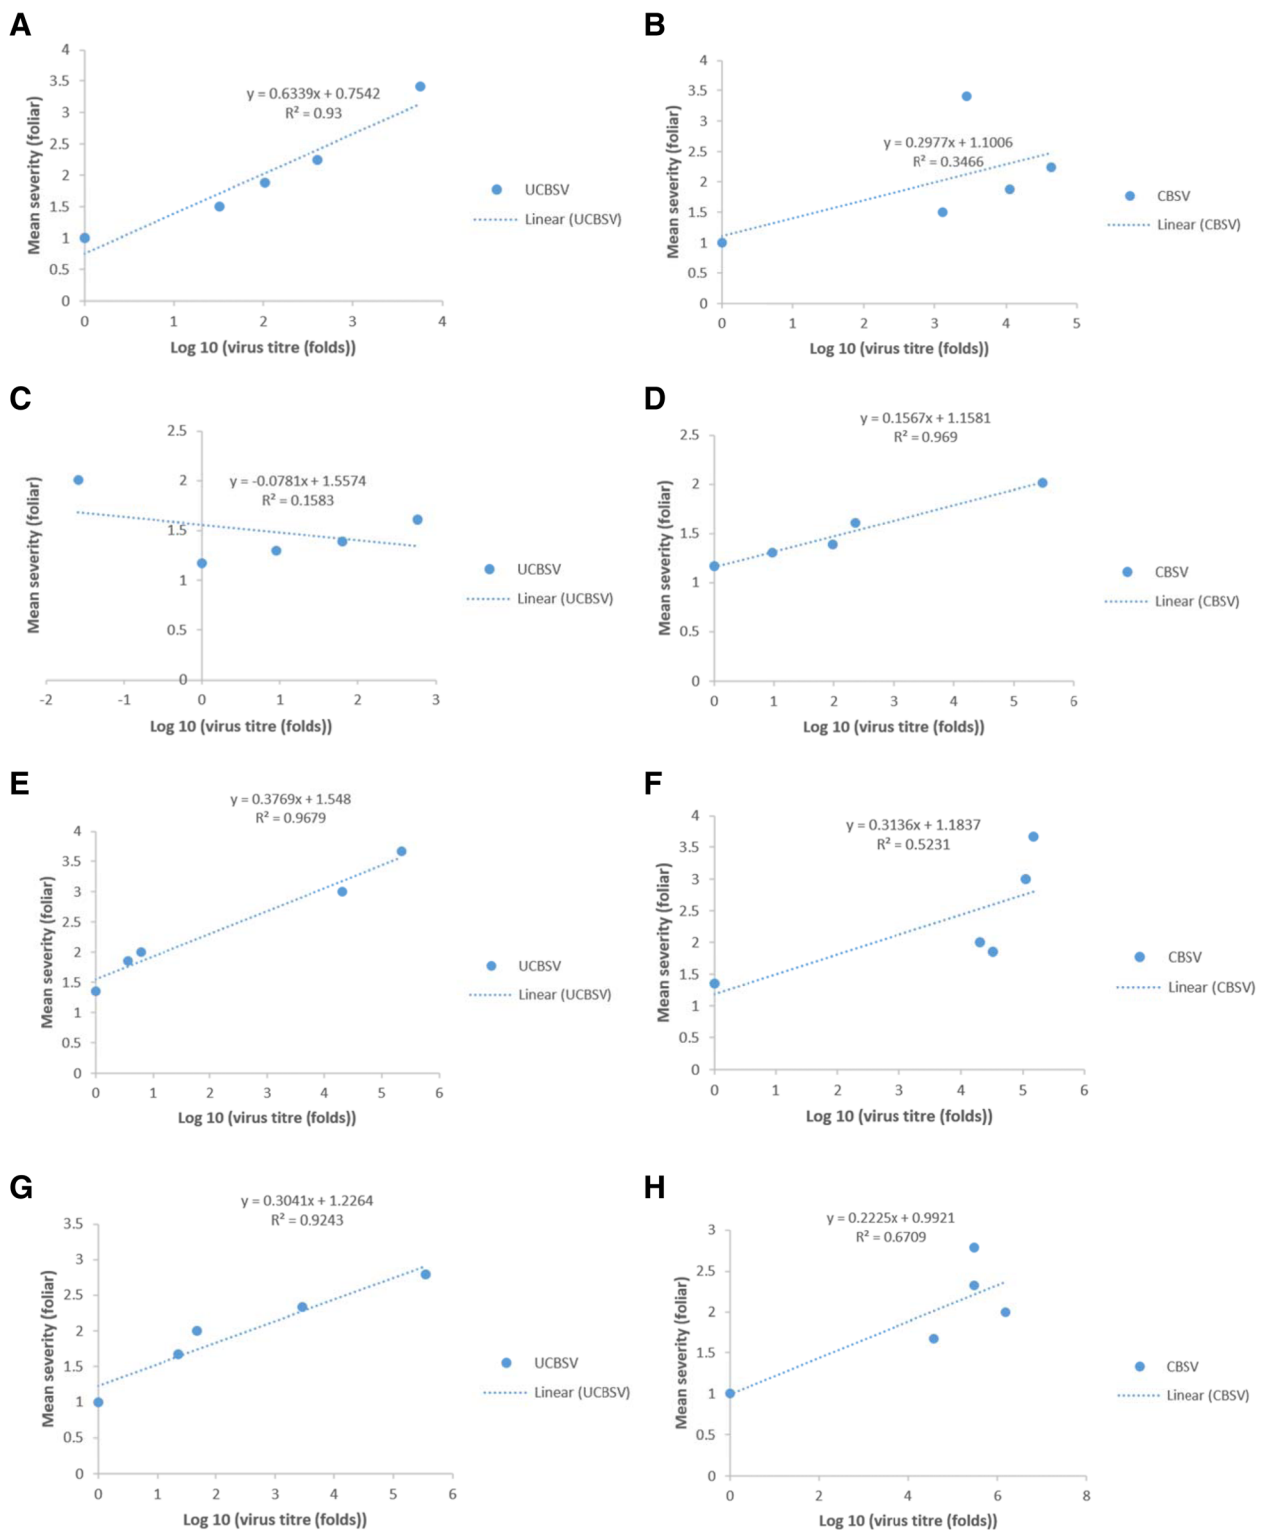 A
4
3.5
3
2.5
2
1.5
1
0.5
0
0 1 2 3 4
Mean severity (foliar)
Log 10 (virus titre (folds))
y = 0.6339x + 0.7542
R² = 0.93
UCBSV
Linear (UCBSV)
B
4
3.5
3
2.5
2
1.5
1
0.5
0
0 1 2 3 4 5
Mean severity (foliar)
Log 10 (virus titre (folds))
y = 0.2977x + 1.1006
R² = 0.3466
CBSV
Linear (CBSV)
C
2.5
2
1.5
1
0.5
0
-2 -1 0 1 2 3
Mean severity (foliar)
Log 10 (virus titre (folds))
y = -0.0781x + 1.5574
R² = 0.1583
UCBSV
Linear (UCBSV)
D
2.5
2
1.5
1
0.5
0
0 1 2 3 4 5 6
Mean severity (foliar)
Log 10 (virus titre (folds))
y = 0.1567x + 1.1581
R² = 0.969
CBSV
Linear (CBSV)
E
4
3.5
3
2.5
2
1.5
1
0.5
0
0 1 2 3 4 5 6
Mean severity (foliar)
Log 10 (virus titre (folds))
y = 0.3769x + 1.548
R² = 0.9679
UCBSV
Linear (UCBSV)
F
4
3.5
3
2.5
2
1.5
1
0.5
0
0 1 2 3 4 5 6
Mean severity (foliar)
Log 10 (virus titre (folds))
y = 0.3136x + 1.1837
R² = 0.5231
CBSV
Linear (CBSV)
G
3.5
3
2.5
2
1.5
1
0.5
0
0 1 2 3 4 5 6
Mean severity (foliar)
Log 10 (virus titre (folds))
y = 0.3041x + 1.2264
R² = 0.9243
UCBSV
Linear (UCBSV)
H
3
2.5
2
1.5
1
0.5
0
0 2 4 6 8
Mean severity (foliar)
Log 10 (virus titre (folds))
y = 0.2225x + 0.9921
R² = 0.6709
CBSV
Linear (CBSV)